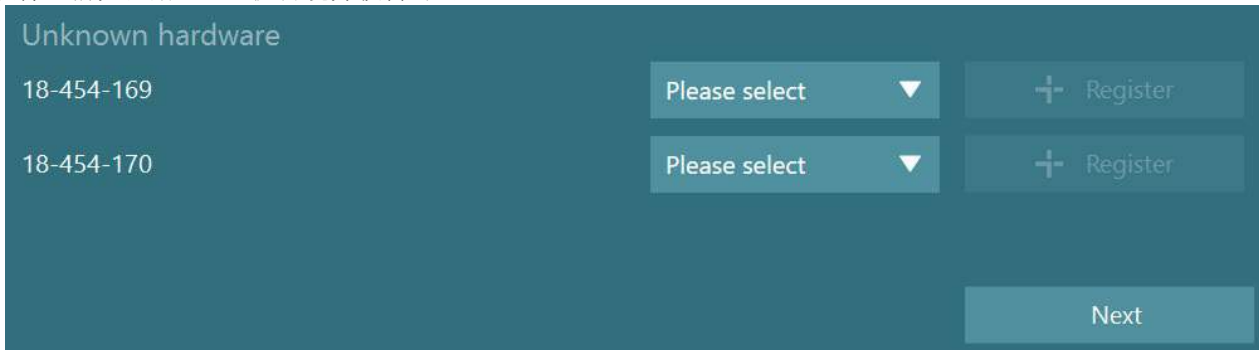 Unknown hardware
18-454-169 Please select Register
18-454-170 Please select Register
Next